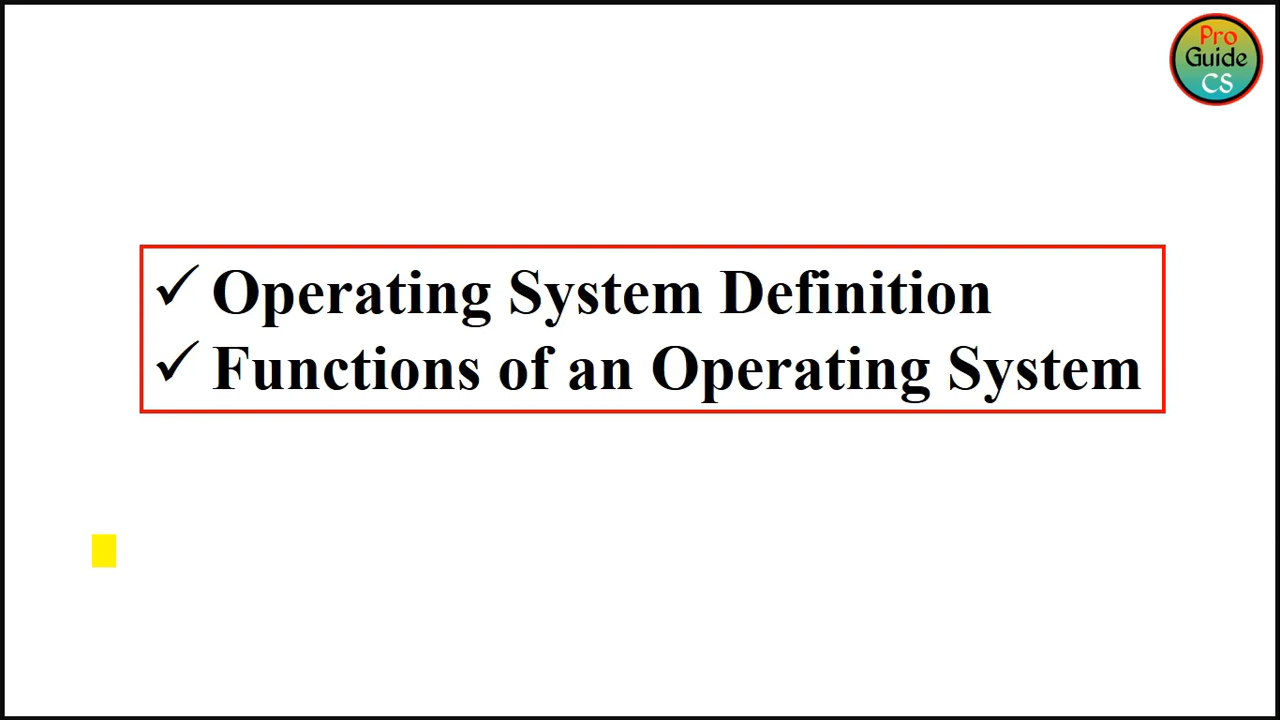 Pro
Guide
CS
✓ Operating System Definition
✓ Functions of an Operating System